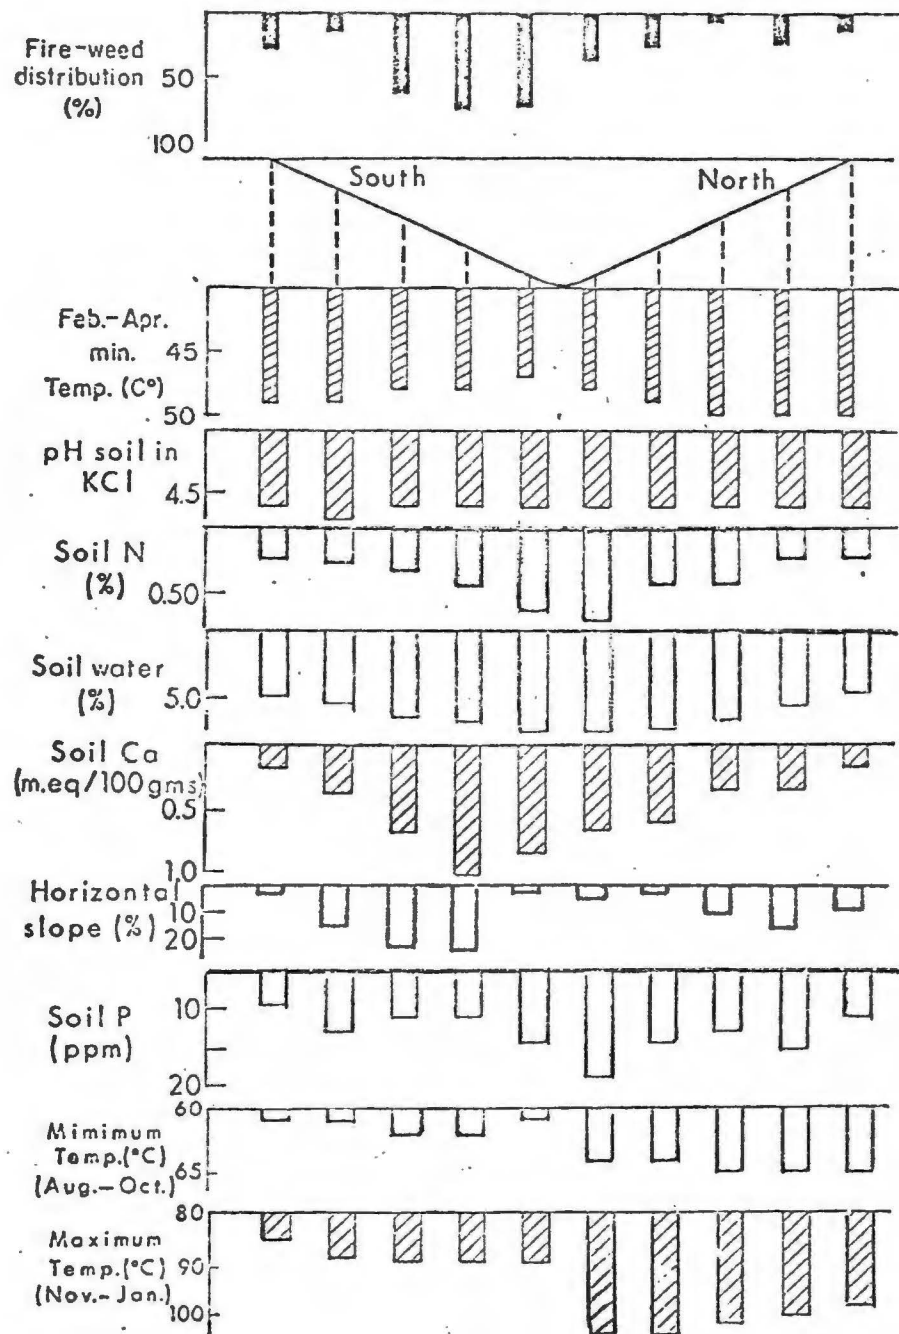 Fire-weed
distribution
(%)
50
100
South
North
Feb.-Apr.
min.
Temp. (C°)
45
50
pH soil in
KCl
4.5
Soil N
(%)
0.50
Soil water
(%)
5.0
Soil Ca
(m.eq/100gms)
0.5
1.0
Horizontal
slope (%)
10
20
Soil P
(ppm)
10
20
Mimimum
Temp.(°C)
(Aug.-Oct.)
60
65
Maximum
Temp.(°C)
(Nov.-Jan.)
80
90
100